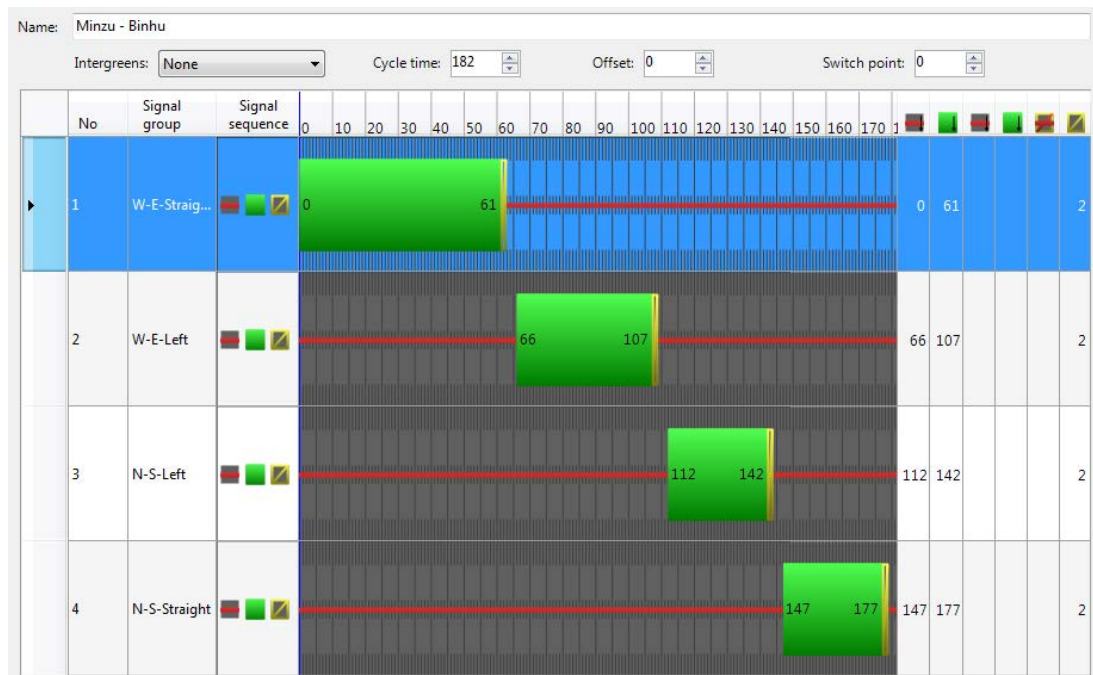 Name: Minzu - Binhu
Intergreens: None Cycle time: 182 Offset: 0 Switch point: 0
No Signal group Signal sequence 0 10 20 30 40 50 60 70 80 90 100 110 120 130 140 150 160 170 1
1 W-E-Straig... 0 61 0 61 2
2 W-E-Left 66 107 66 107 2
3 N-S-Left 112 142 112 142 2
4 N-S-Straight 147 177 147 177 2